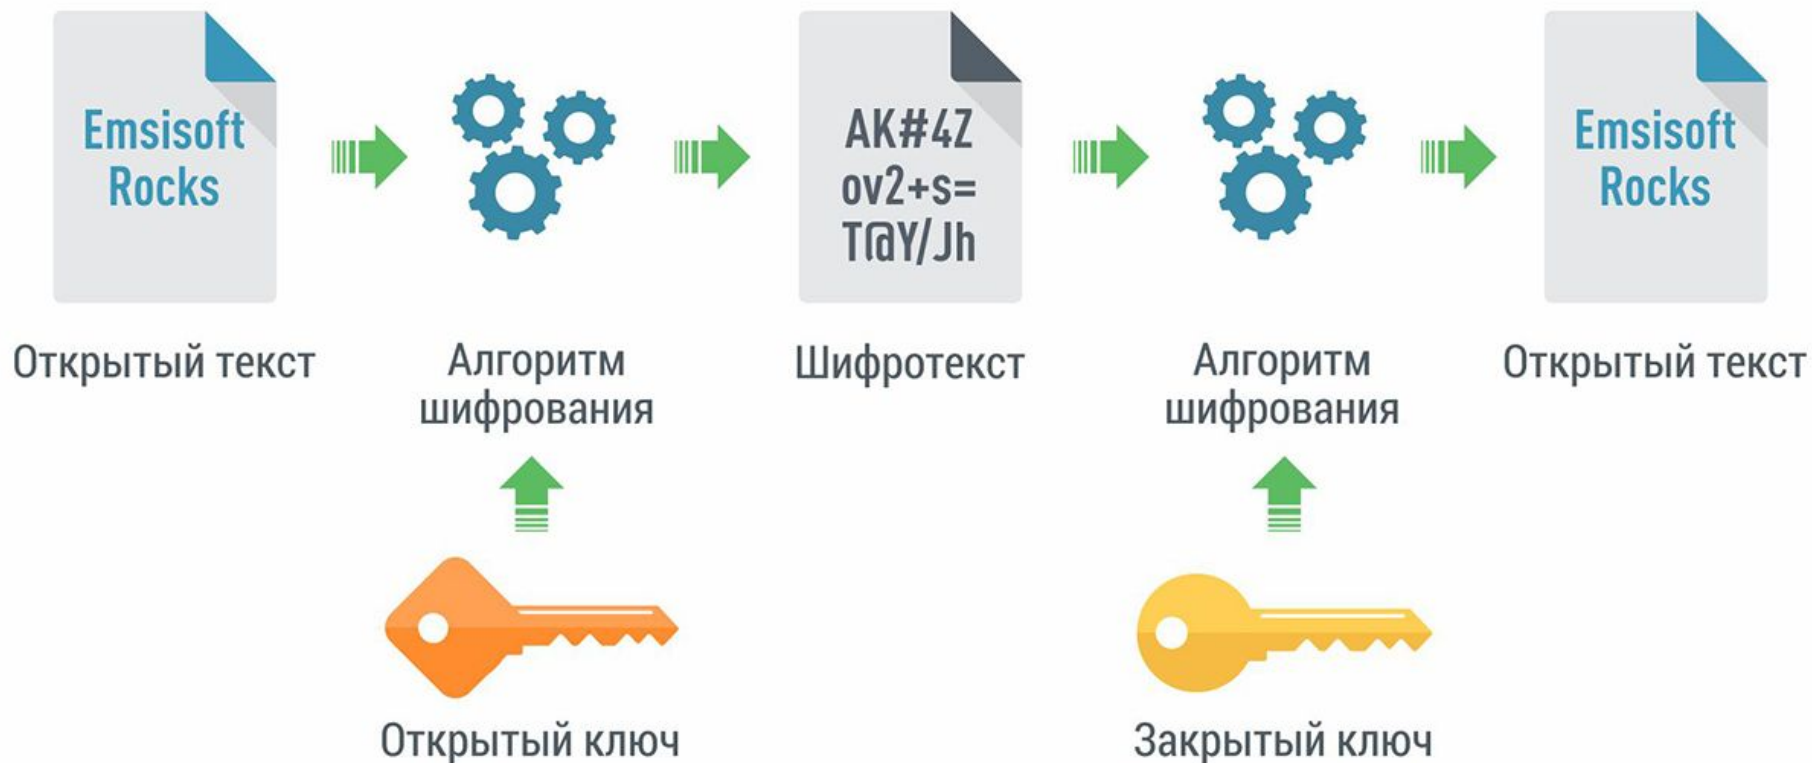 Emsisoft
Rocks
AK#4Z
ov2+s=
T@Y/Jh
Emsisoft
Rocks
Открытый текст
Алгоритм
шифрования
Шифротекст
Алгоритм
шифрования
Открытый текст
Открытый ключ
Закрытый ключ